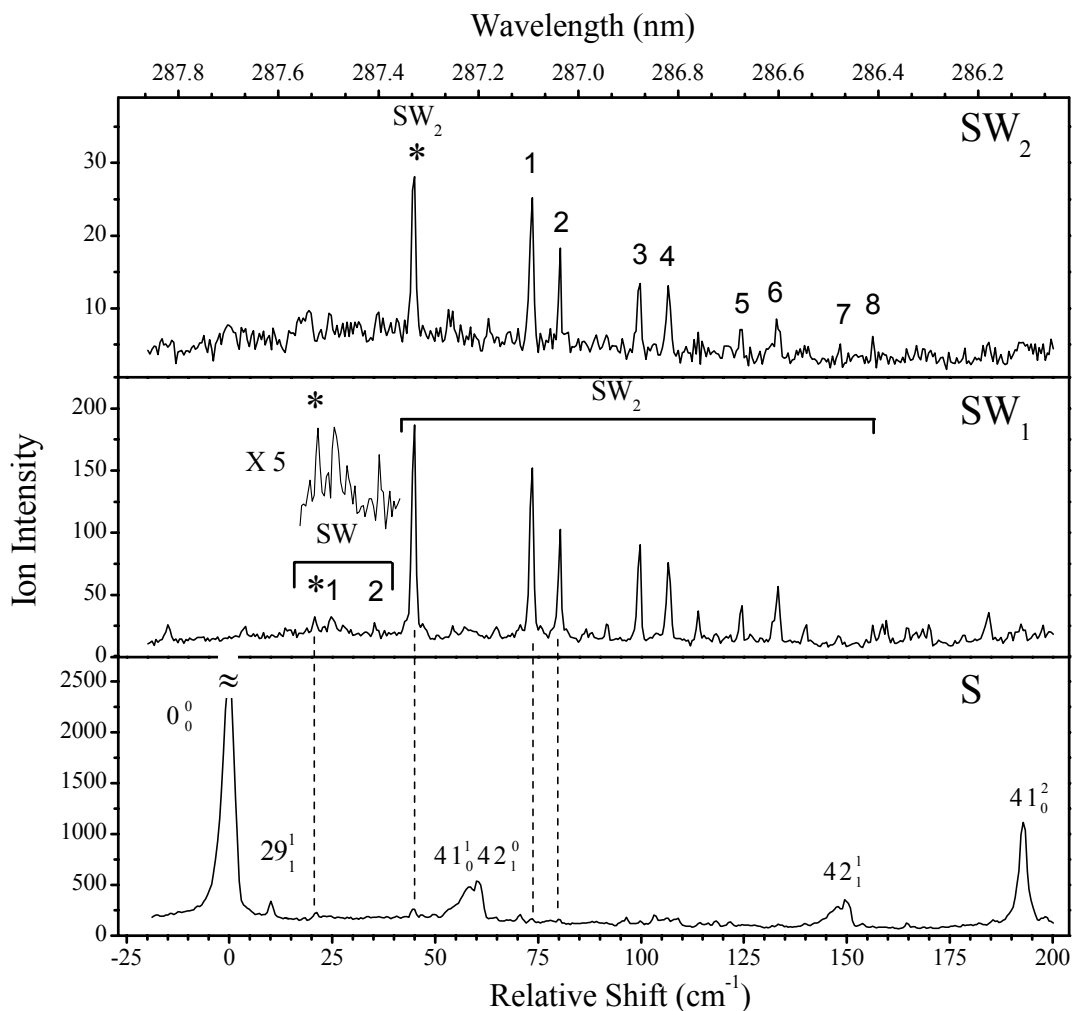 Wavelength (nm)
287.8 287.6 287.4 287.2 287.0 286.8 286.6 286.4 286.2
SW₂
SW₂
*
1
2
3
4
5
6
7
8
30
20
10
SW₂
SW₁
*
X 5
SW
*1
2
200
150
100
50
0
Ion Intensity
S
≈
0⁰₀
29¹₁
41¹₀42⁰₁
42¹₁
41²₀
2500
2000
1500
1000
500
0
-25 0 25 50 75 100 125 150 175 200
Relative Shift (cm⁻¹)